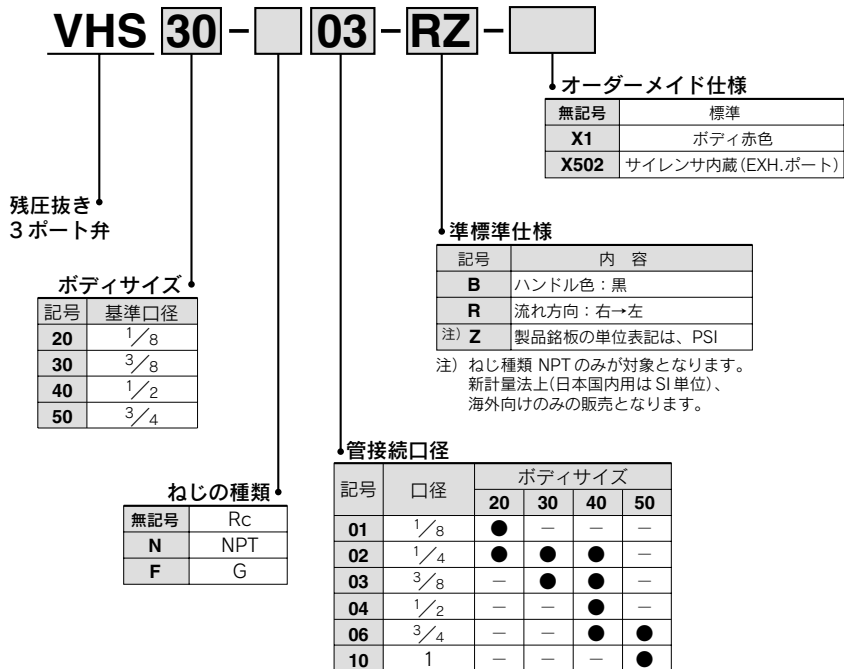 VHS 30 - 03 - RZ -
オーダーメイド仕様
無記号 標準
X1 ボディ赤色
X502 サイレンサ内蔵(EXH.ポート)
残圧抜き
3ポート弁
準標準仕様
記号 内 容
B ハンドル色：黒
R 流れ方向：右→左
注) Z 製品銘板の単位表記は、PSI
注) ねじ種類 NPTのみが対象となります。
新計量法上(日本国内用はSI単位)、
海外向けのみの販売となります。
ボディサイズ
記号 基準口径
20 1/8
30 3/8
40 1/2
50 3/4
ねじの種類
無記号 Rc
N NPT
F G
管接続口径
記号 口径 ボディサイズ
20 30 40 50
01 1/8 ● － － －
02 1/4 ● ● ● －
03 3/8 － ● ● －
04 1/2 － － ● －
06 3/4 － － ● ●
10 1 － － － ●